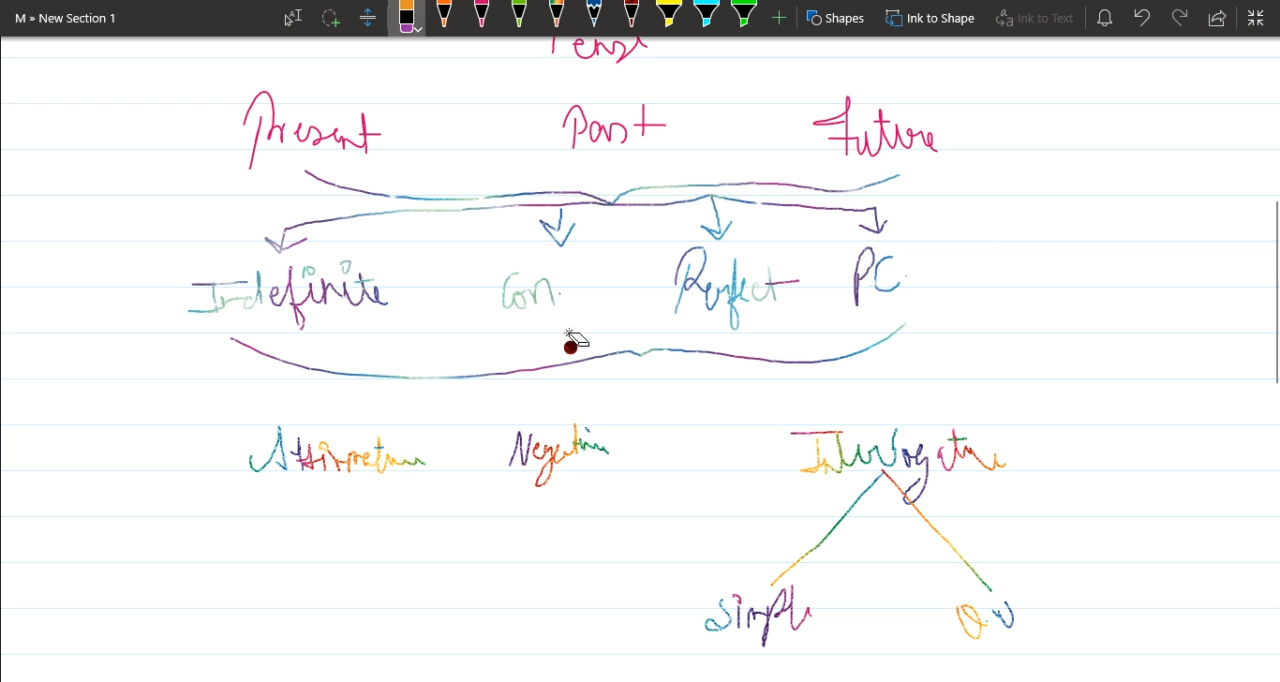 M » New Section 1 Shapes Ink to Shape Ink to Text
Tense
Present Past Future
Indefinite Con. Perfect PC.
Affirmative Negative Interrogative
Simple Q.W